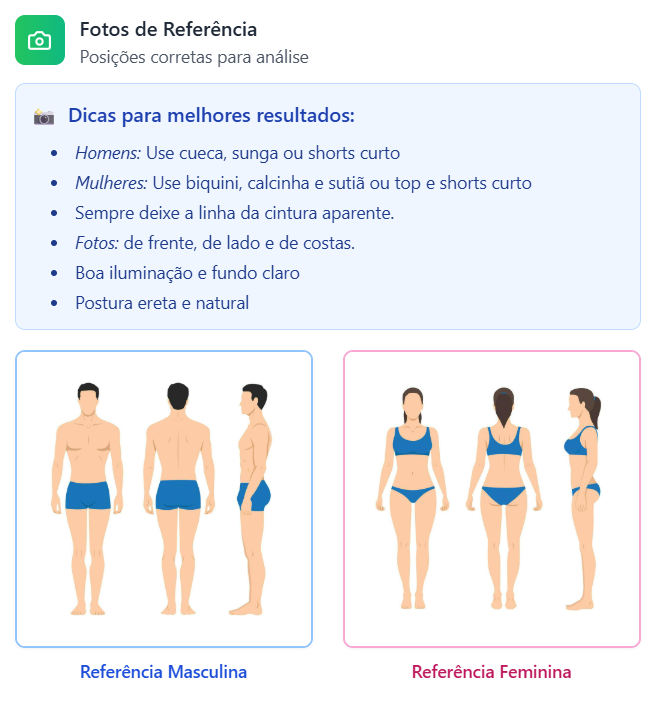 Fotos de Referência
Posições corretas para análise
Dicas para melhores resultados:
Homens: Use cueca, sunga ou shorts curto
Mulheres: Use biquini, calcinha e sutiã ou top e shorts curto
Sempre deixe a linha da cintura aparente.
Fotos: de frente, de lado e de costas.
Boa iluminação e fundo claro
Postura ereta e natural
Referência Masculina
Referência Feminina